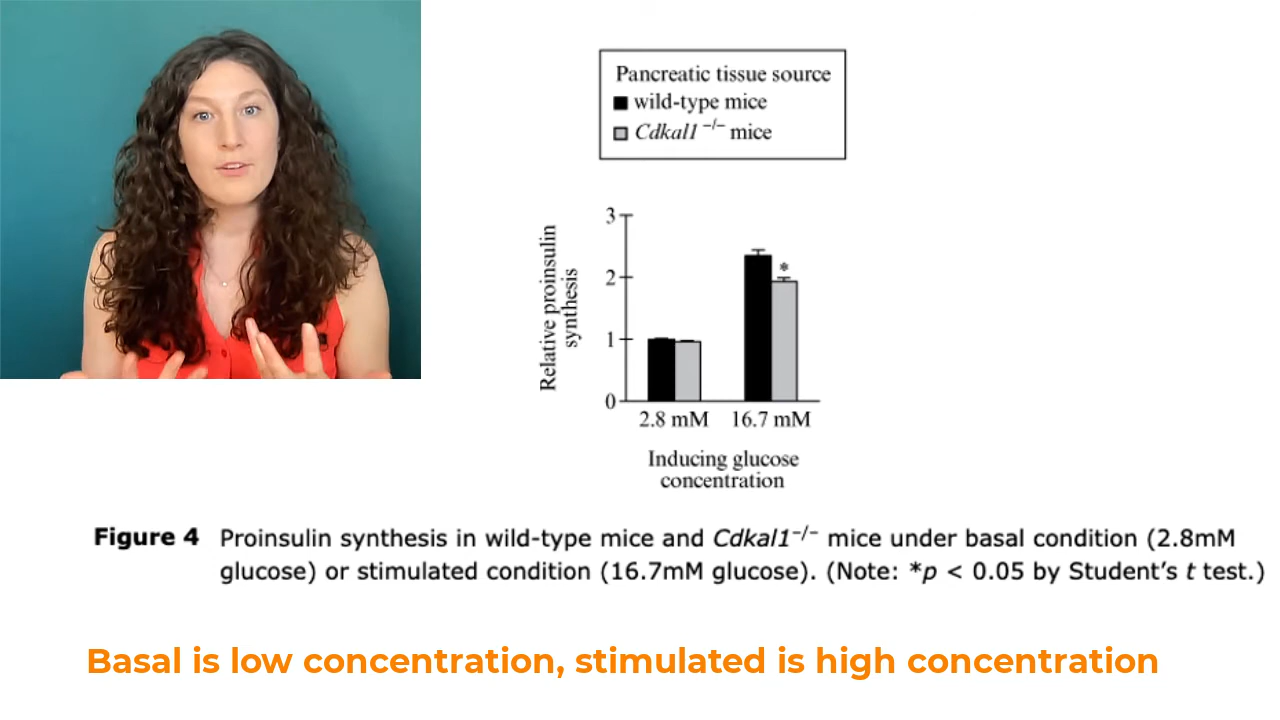 Pancreatic tissue source
wild-type mice
Cdkal1 −/− mice
Relative proinsulin
synthesis
3
2
1
0
*
2.8 mM 16.7 mM
Inducing glucose
concentration
Figure 4 Proinsulin synthesis in wild-type mice and Cdkal1−/− mice under basal condition (2.8mM
glucose) or stimulated condition (16.7mM glucose). (Note: *p < 0.05 by Student’s t test.)
Basal is low concentration, stimulated is high concentration